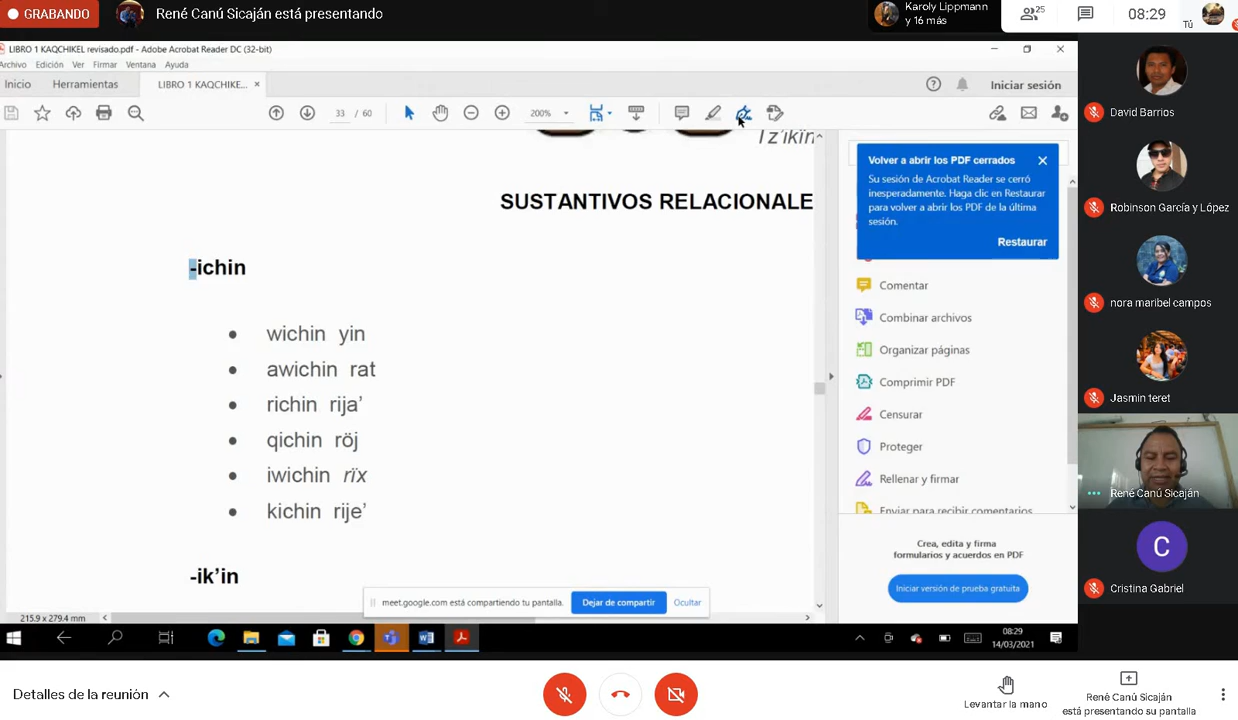 GRABANDO
René Canú Sicaján está presentando
Karoly Lippmann
y 16 más
25
08:29
Tú
LIBRO 1 KAQCHIKEL revisado.pdf - Adobe Acrobat Reader DC (32-bit)
Archivo Edición Ver Firmar Ventana Ayuda
Inicio Herramientas LIBRO 1 KAQCHIKE... × Iniciar sesión
33 / 60 200%
Tz'ikïn
SUSTANTIVOS RELACIONALE
-ichin
• wichin yin
• awichin rat
• richin rija’
• qichin röj
• iwichin rïx
• kichin rije’
-ik’in
215.9 x 279.4 mm
Volver a abrir los PDF cerrados
Su sesión de Acrobat Reader se cerró
inesperadamente. Haga clic en Restaurar
para volver a abrir los PDF de la última
sesión.
Restaurar
Comentar
Combinar archivos
Organizar páginas
Comprimir PDF
Censurar
Proteger
Rellenar y firmar
Enviar para recibir comentarios
Crea, edita y firma
formularios y acuerdos en PDF
Iniciar versión de prueba gratuita
meet.google.com está compartiendo tu pantalla. Dejar de compartir Ocultar
08:29
14/03/2021
David Barrios
Robinson García y López
nora maribel campos
Jasmin teret
René Canú Sicaján
C
Cristina Gabriel
Detalles de la reunión
Levantar la mano
René Canú Sicaján
está presentando su pantalla